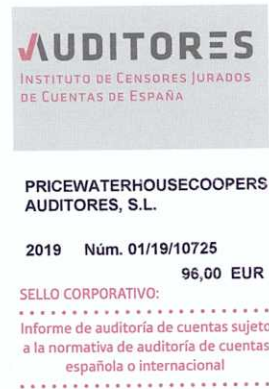 AUDITORES
INSTITUTO DE CENSORES JURADOS
DE CUENTAS DE ESPAÑA
PRICEWATERHOUSECOOPERS
AUDITORES, S.L.
2019 Núm. 01/19/10725
96,00 EUR
SELLO CORPORATIVO:
Informe de auditoría de cuentas sujeto
a la normativa de auditoría de cuentas
española o internacional